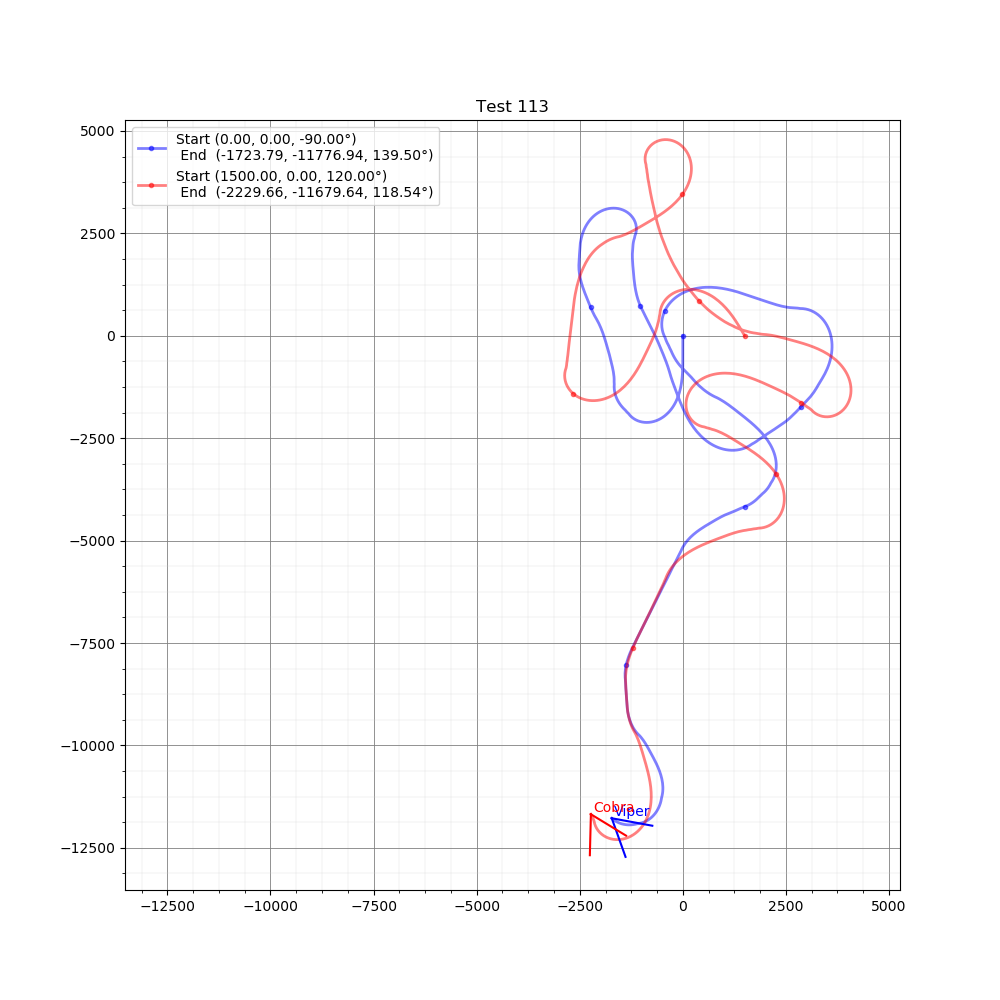 Test 113
Start (0.00, 0.00, -90.00°)
End  (-1723.79, -11776.94, 139.50°)
Start (1500.00, 0.00, 120.00°)
End  (-2229.66, -11679.64, 118.54°)
5000
2500
0
−2500
−5000
−7500
−10000
−12500
Cobra
Viper
−12500 −10000 −7500 −5000 −2500 0 2500 5000